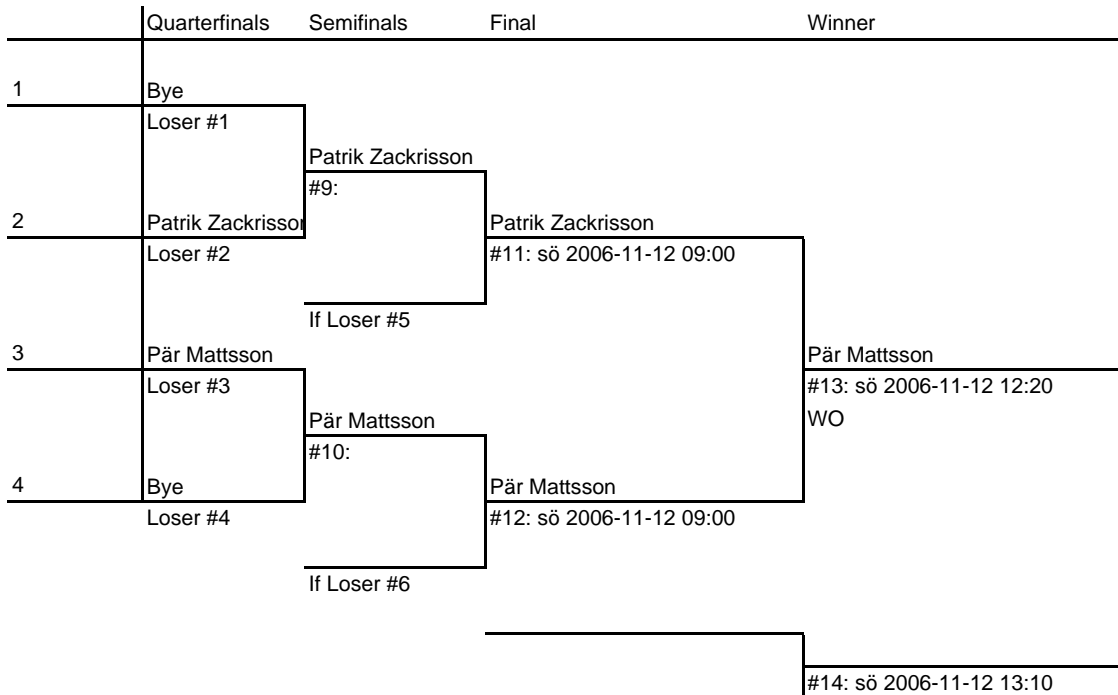 Quarterfinals Semifinals Final Winner
1 Bye
Loser #1
Patrik Zackrisson
#9:
2 Patrik Zackrisson Patrik Zackrisson
Loser #2 #11: sö 2006-11-12 09:00
If Loser #5
3 Pär Mattsson Pär Mattsson
Loser #3 #13: sö 2006-11-12 12:20
Pär Mattsson WO
#10:
4 Bye Pär Mattsson
Loser #4 #12: sö 2006-11-12 09:00
If Loser #6
#14: sö 2006-11-12 13:10